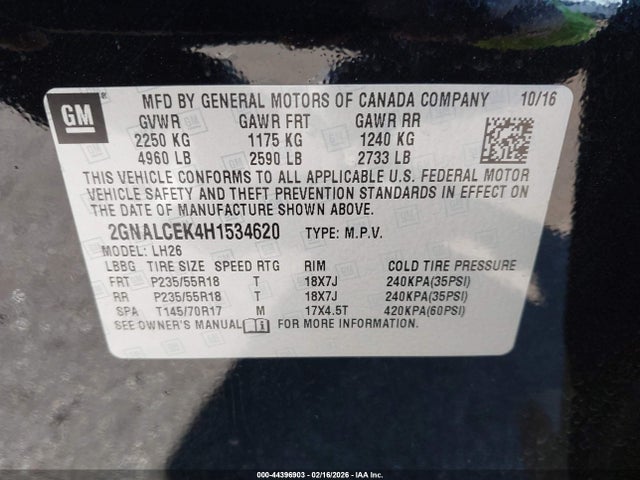 GM
MFD BY GENERAL MOTORS OF CANADA COMPANY 10/16
GVWR GAWR FRT GAWR RR
2250 KG 1175 KG 1240 KG
4960 LB 2590 LB 2733 LB
THIS VEHICLE CONFORMS TO ALL APPLICABLE U.S. FEDERAL MOTOR
VEHICLE SAFETY AND THEFT PREVENTION STANDARDS IN EFFECT ON
THE DATE OF MANUFACTURE SHOWN ABOVE.
2GNALCEK4H1534620 TYPE: M.P.V.
MODEL: LH26
LBBG TIRE SIZE SPEED RTG RIM COLD TIRE PRESSURE
FRT P235/55R18 T 18X7J 240KPA(35PSI)
RR P235/55R18 T 18X7J 240KPA(35PSI)
SPA T145/70R17 M 17X4.5T 420KPA(60PSI)
SEE OWNER'S MANUAL FOR MORE INFORMATION.
000-44396903 - 02/16/2026 - IAA Inc.